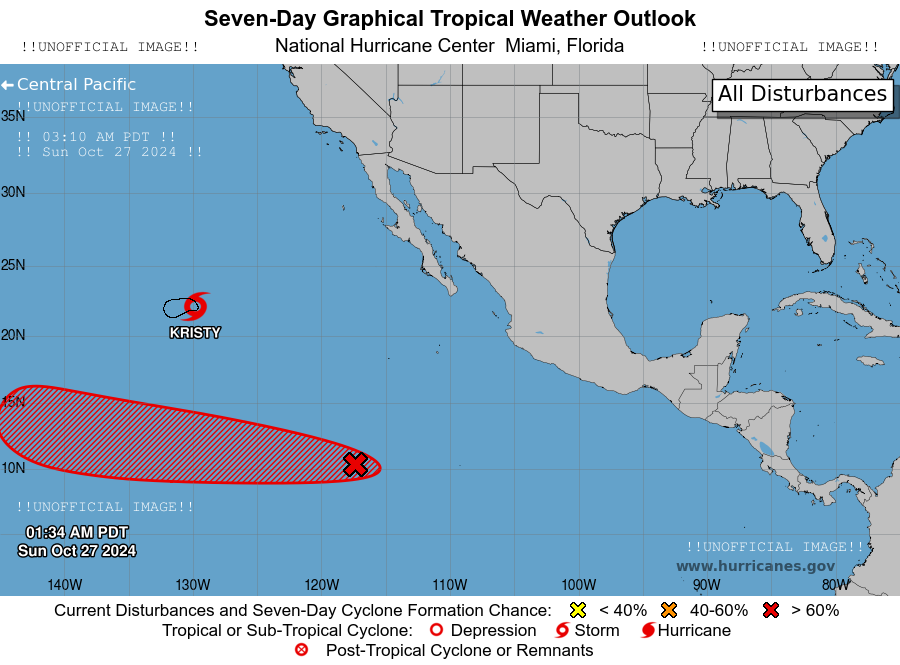 Seven-Day Graphical Tropical Weather Outlook
!!UNOFFICIAL IMAGE!! National Hurricane Center Miami, Florida !!UNOFFICIAL IMAGE!!
Central Pacific
All Disturbances
!!UNOFFICIAL IMAGE!!
35N
!! 03:10 AM PDT !!
!! Sun Oct 27 2024 !!
30N
25N
KRISTY
20N
15N
10N
!!UNOFFICIAL IMAGE!!
01:34 AM PDT
Sun Oct 27 2024
!!UNOFFICIAL IMAGE!!
www.hurricanes.gov
140W 130W 120W 110W 100W 90W 80W
Current Disturbances and Seven-Day Cyclone Formation Chance: < 40% 40-60% > 60%
Tropical or Sub-Tropical Cyclone: Depression Storm Hurricane
Post-Tropical Cyclone or Remnants